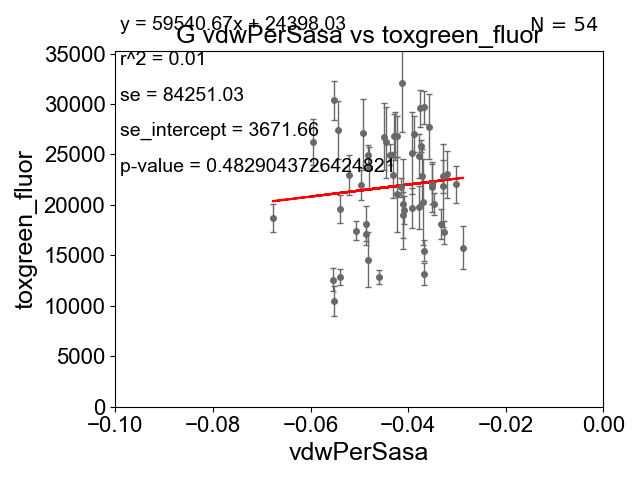 y = 59540.67x + 24398.03
N = 54
G vdwPerSasa vs toxgreen_fluor
r^2 = 0.01
se = 84251.03
se_intercept = 3671.66
p-value = 0.4829043726424821
toxgreen_fluor
35000
30000
25000
20000
15000
10000
5000
0
−0.10 −0.08 −0.06 −0.04 −0.02 0.00
vdwPerSasa